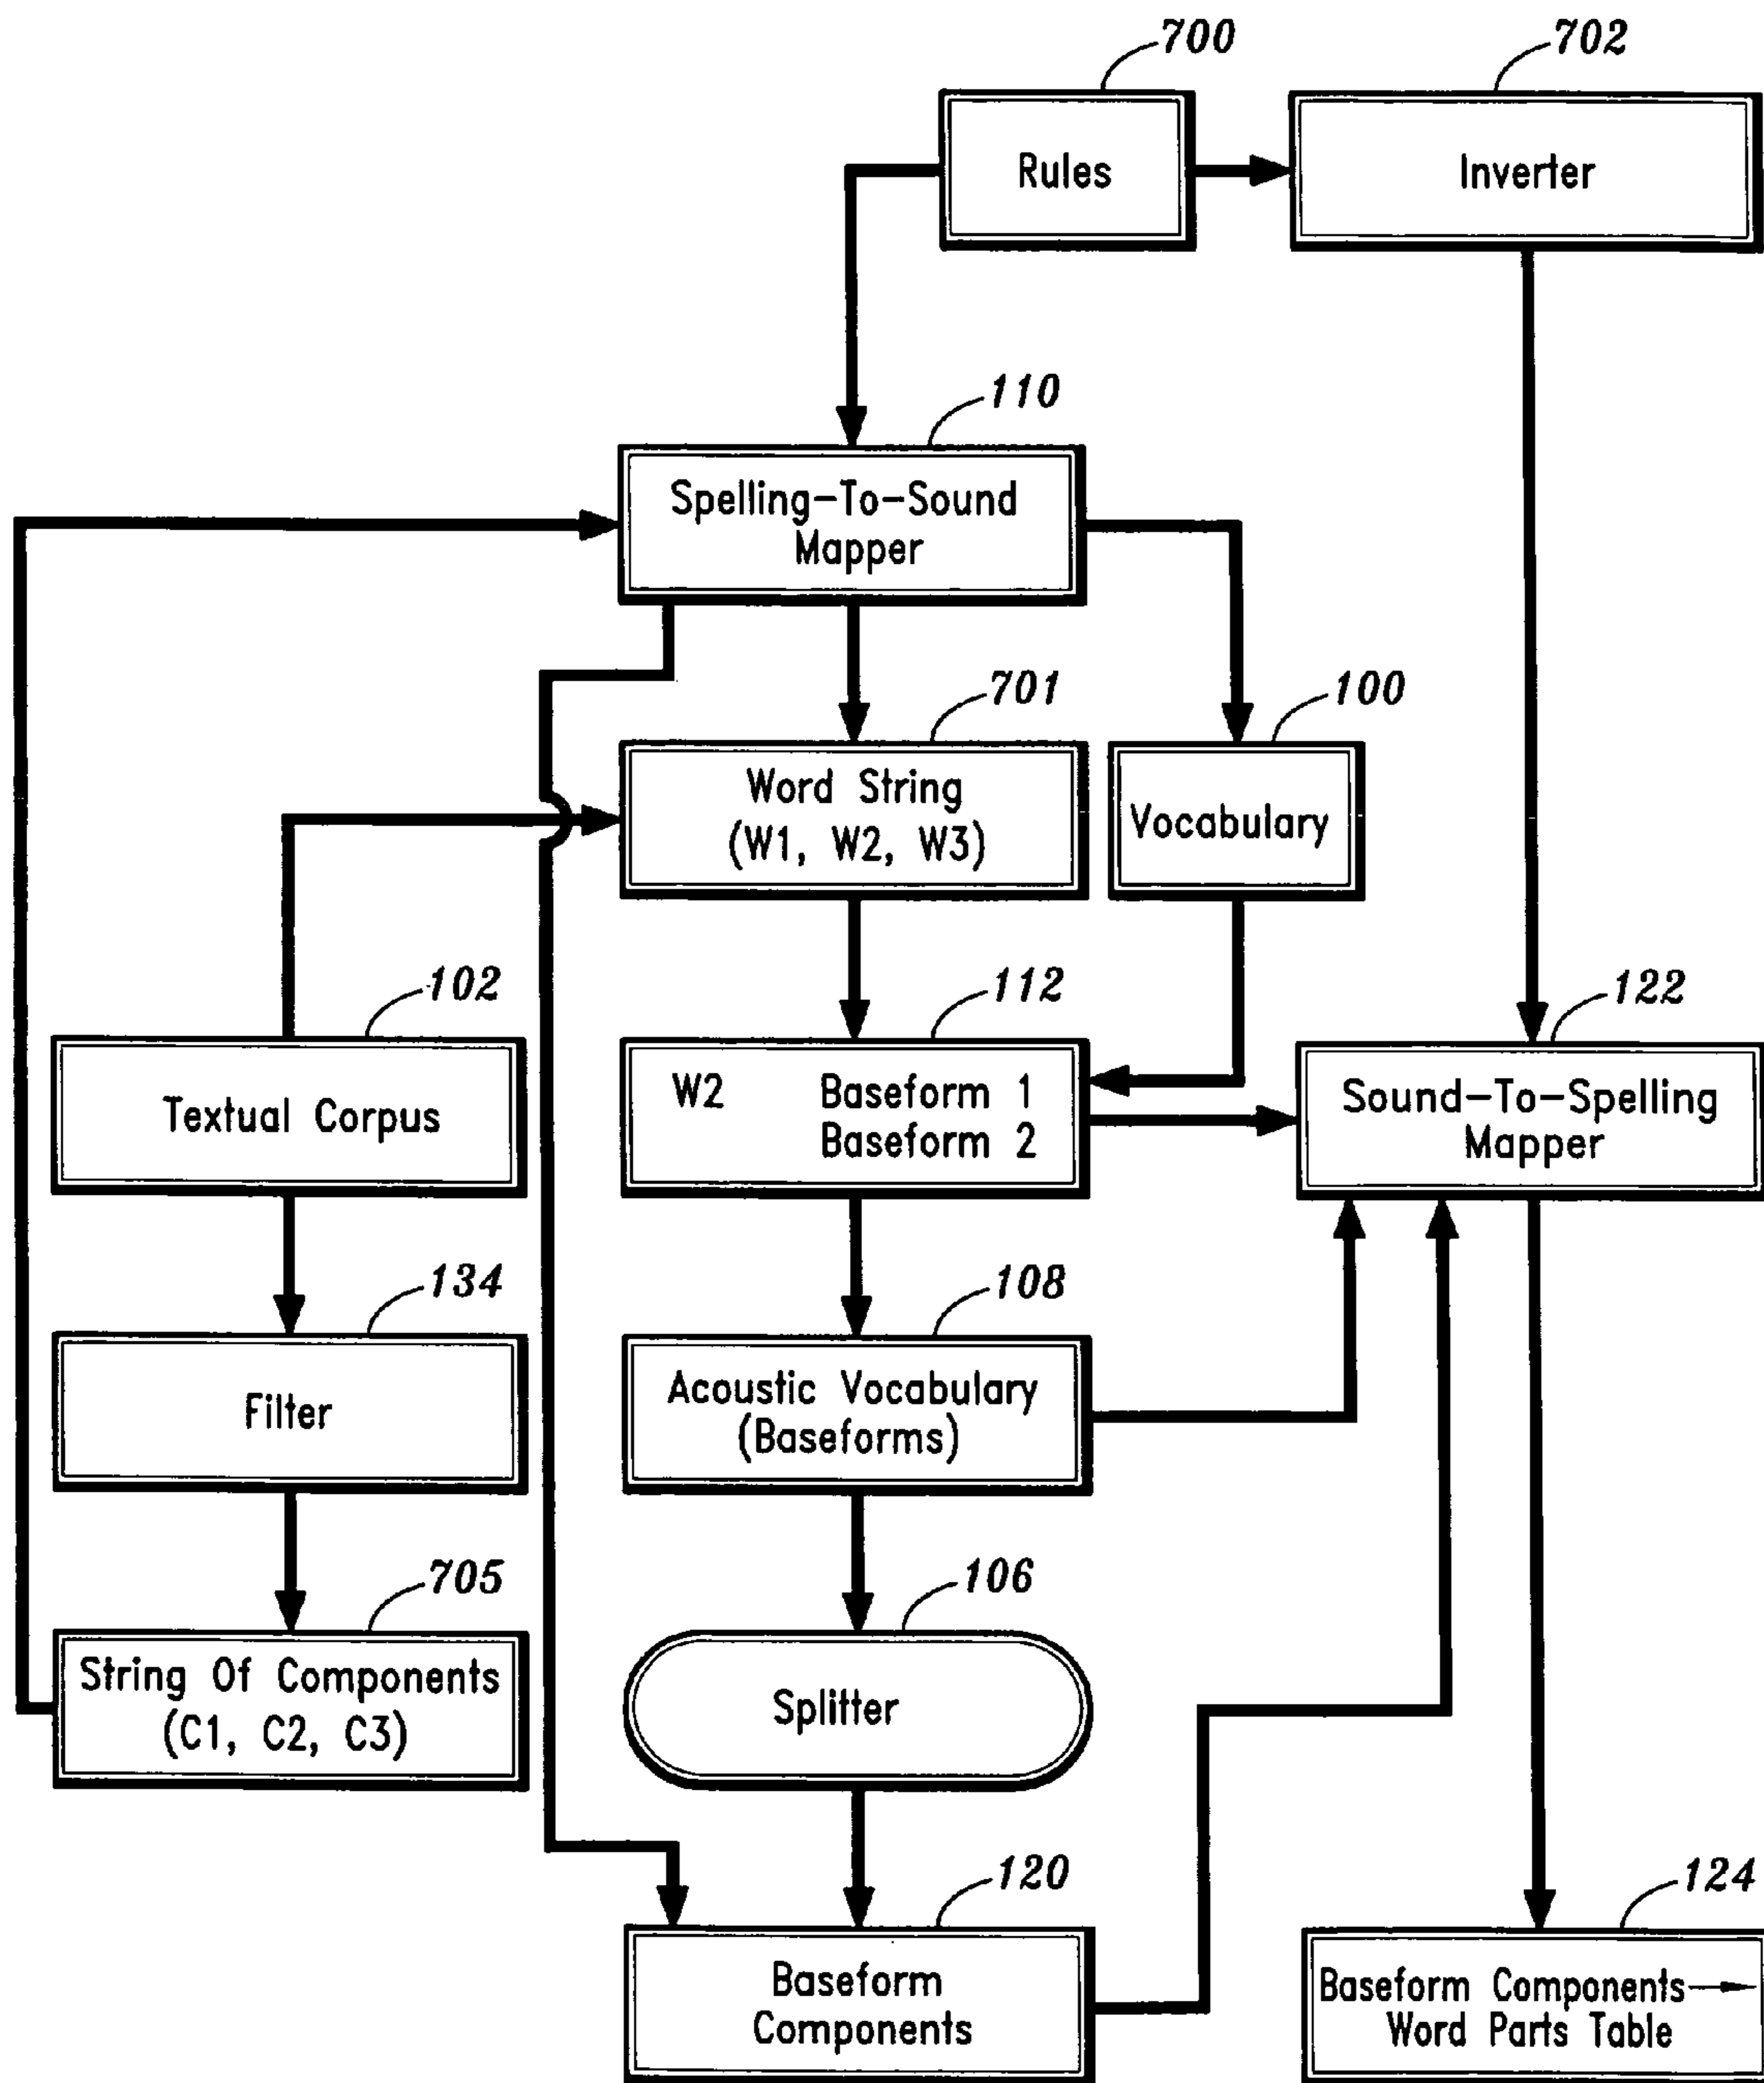 700
702
Rules
Inverter
110
Spelling-To-Sound
Mapper
701
100
Word String
(W1, W2, W3)
Vocabulary
102
112
122
Textual Corpus
W2 Baseform 1
Baseform 2
Sound-To-Spelling
Mapper
134
108
Filter
Acoustic Vocabulary
(Baseforms)
705
106
String Of Components
(C1, C2, C3)
Splitter
120
124
Baseform
Components
Baseform Components→
Word Parts Table